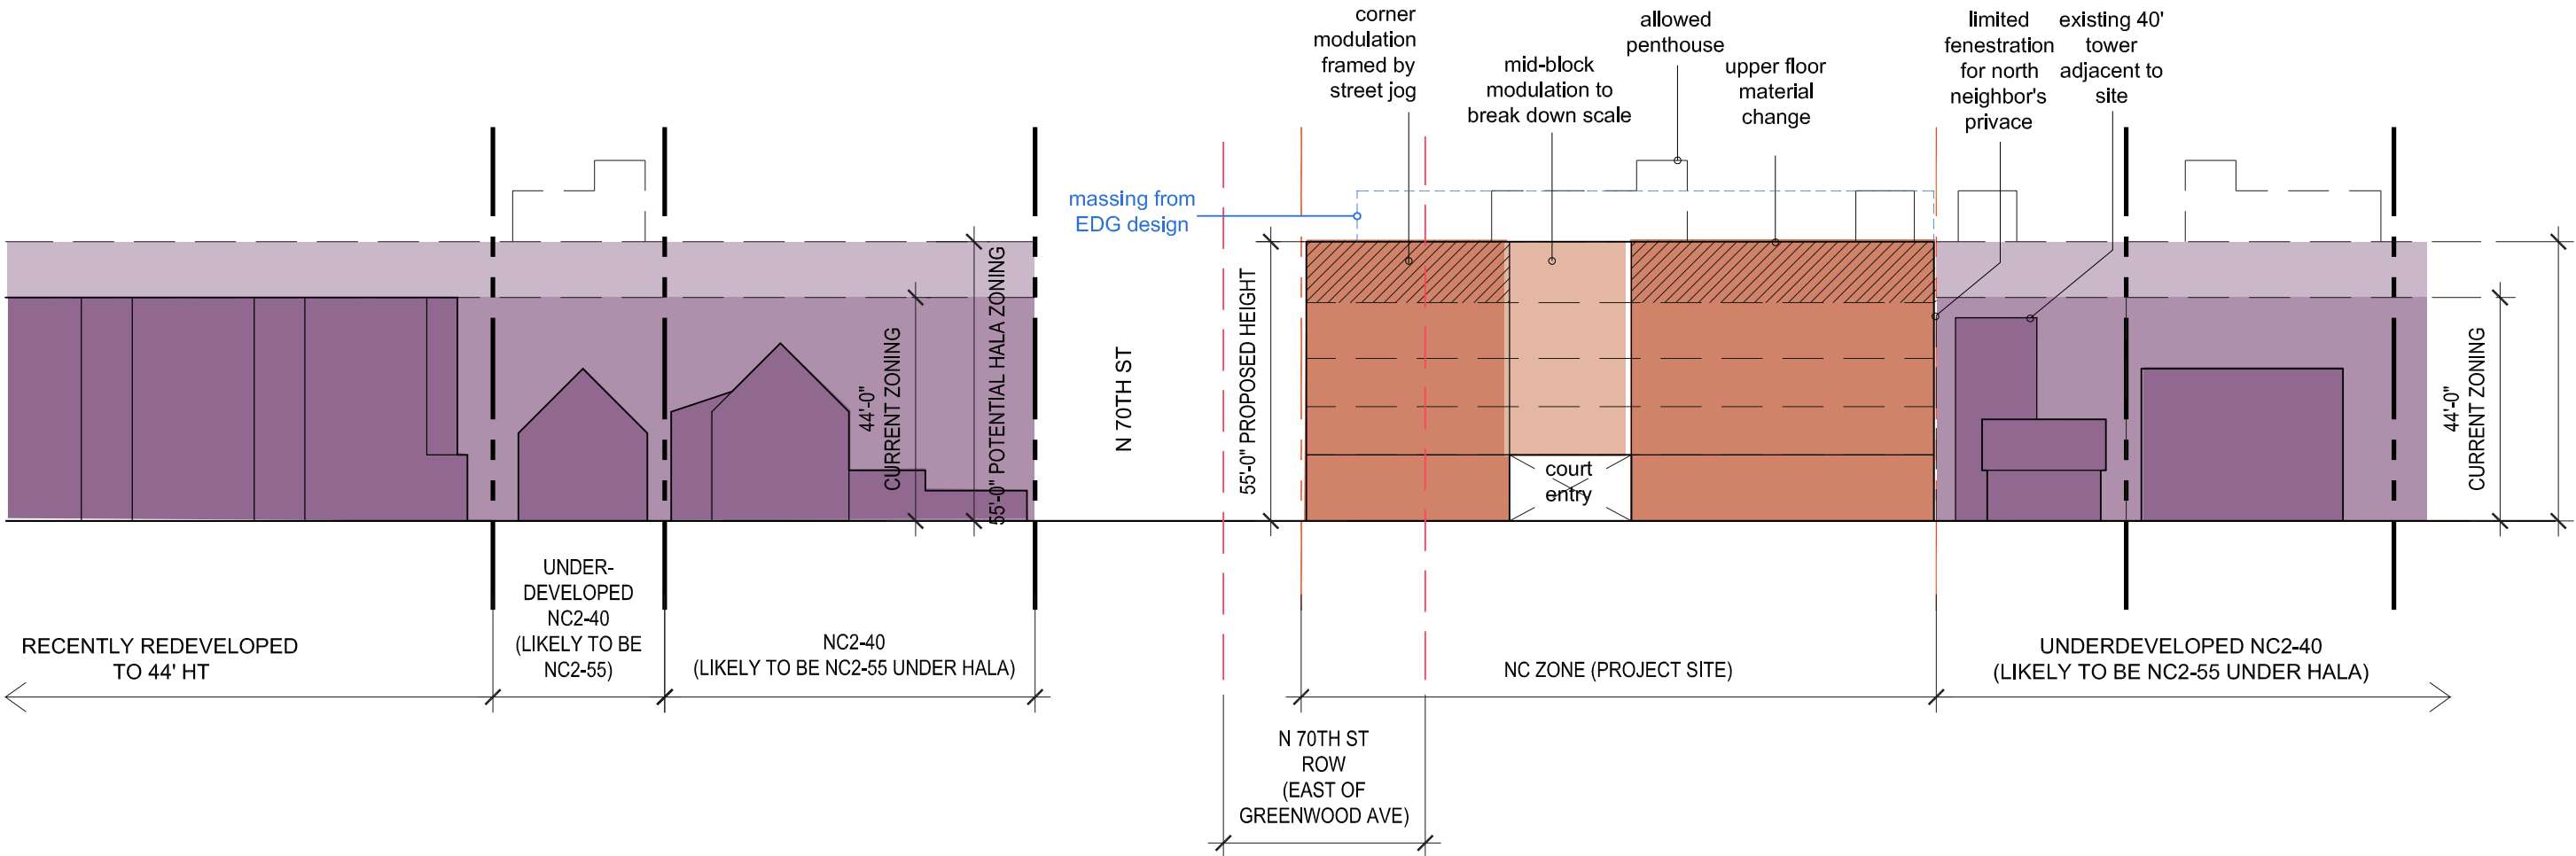 corner
modulation
framed by
street jog
mid-block
modulation to
break down scale
allowed
penthouse
upper floor
material
change
limited
fenestration
for north
neighbor's
privace
existing 40'
tower
adjacent to
site
massing from
EDG design
44'-0"
CURRENT ZONING
55'-0" POTENTIAL HALA ZONING
N 70TH ST
55'-0" PROPOSED HEIGHT
court
entry
44'-0"
CURRENT ZONING
RECENTLY REDEVELOPED
TO 44' HT
UNDER-
DEVELOPED
NC2-40
(LIKELY TO BE
NC2-55)
NC2-40
(LIKELY TO BE NC2-55 UNDER HALA)
NC ZONE (PROJECT SITE)
UNDERDEVELOPED NC2-40
(LIKELY TO BE NC2-55 UNDER HALA)
N 70TH ST
ROW
(EAST OF
GREENWOOD AVE)